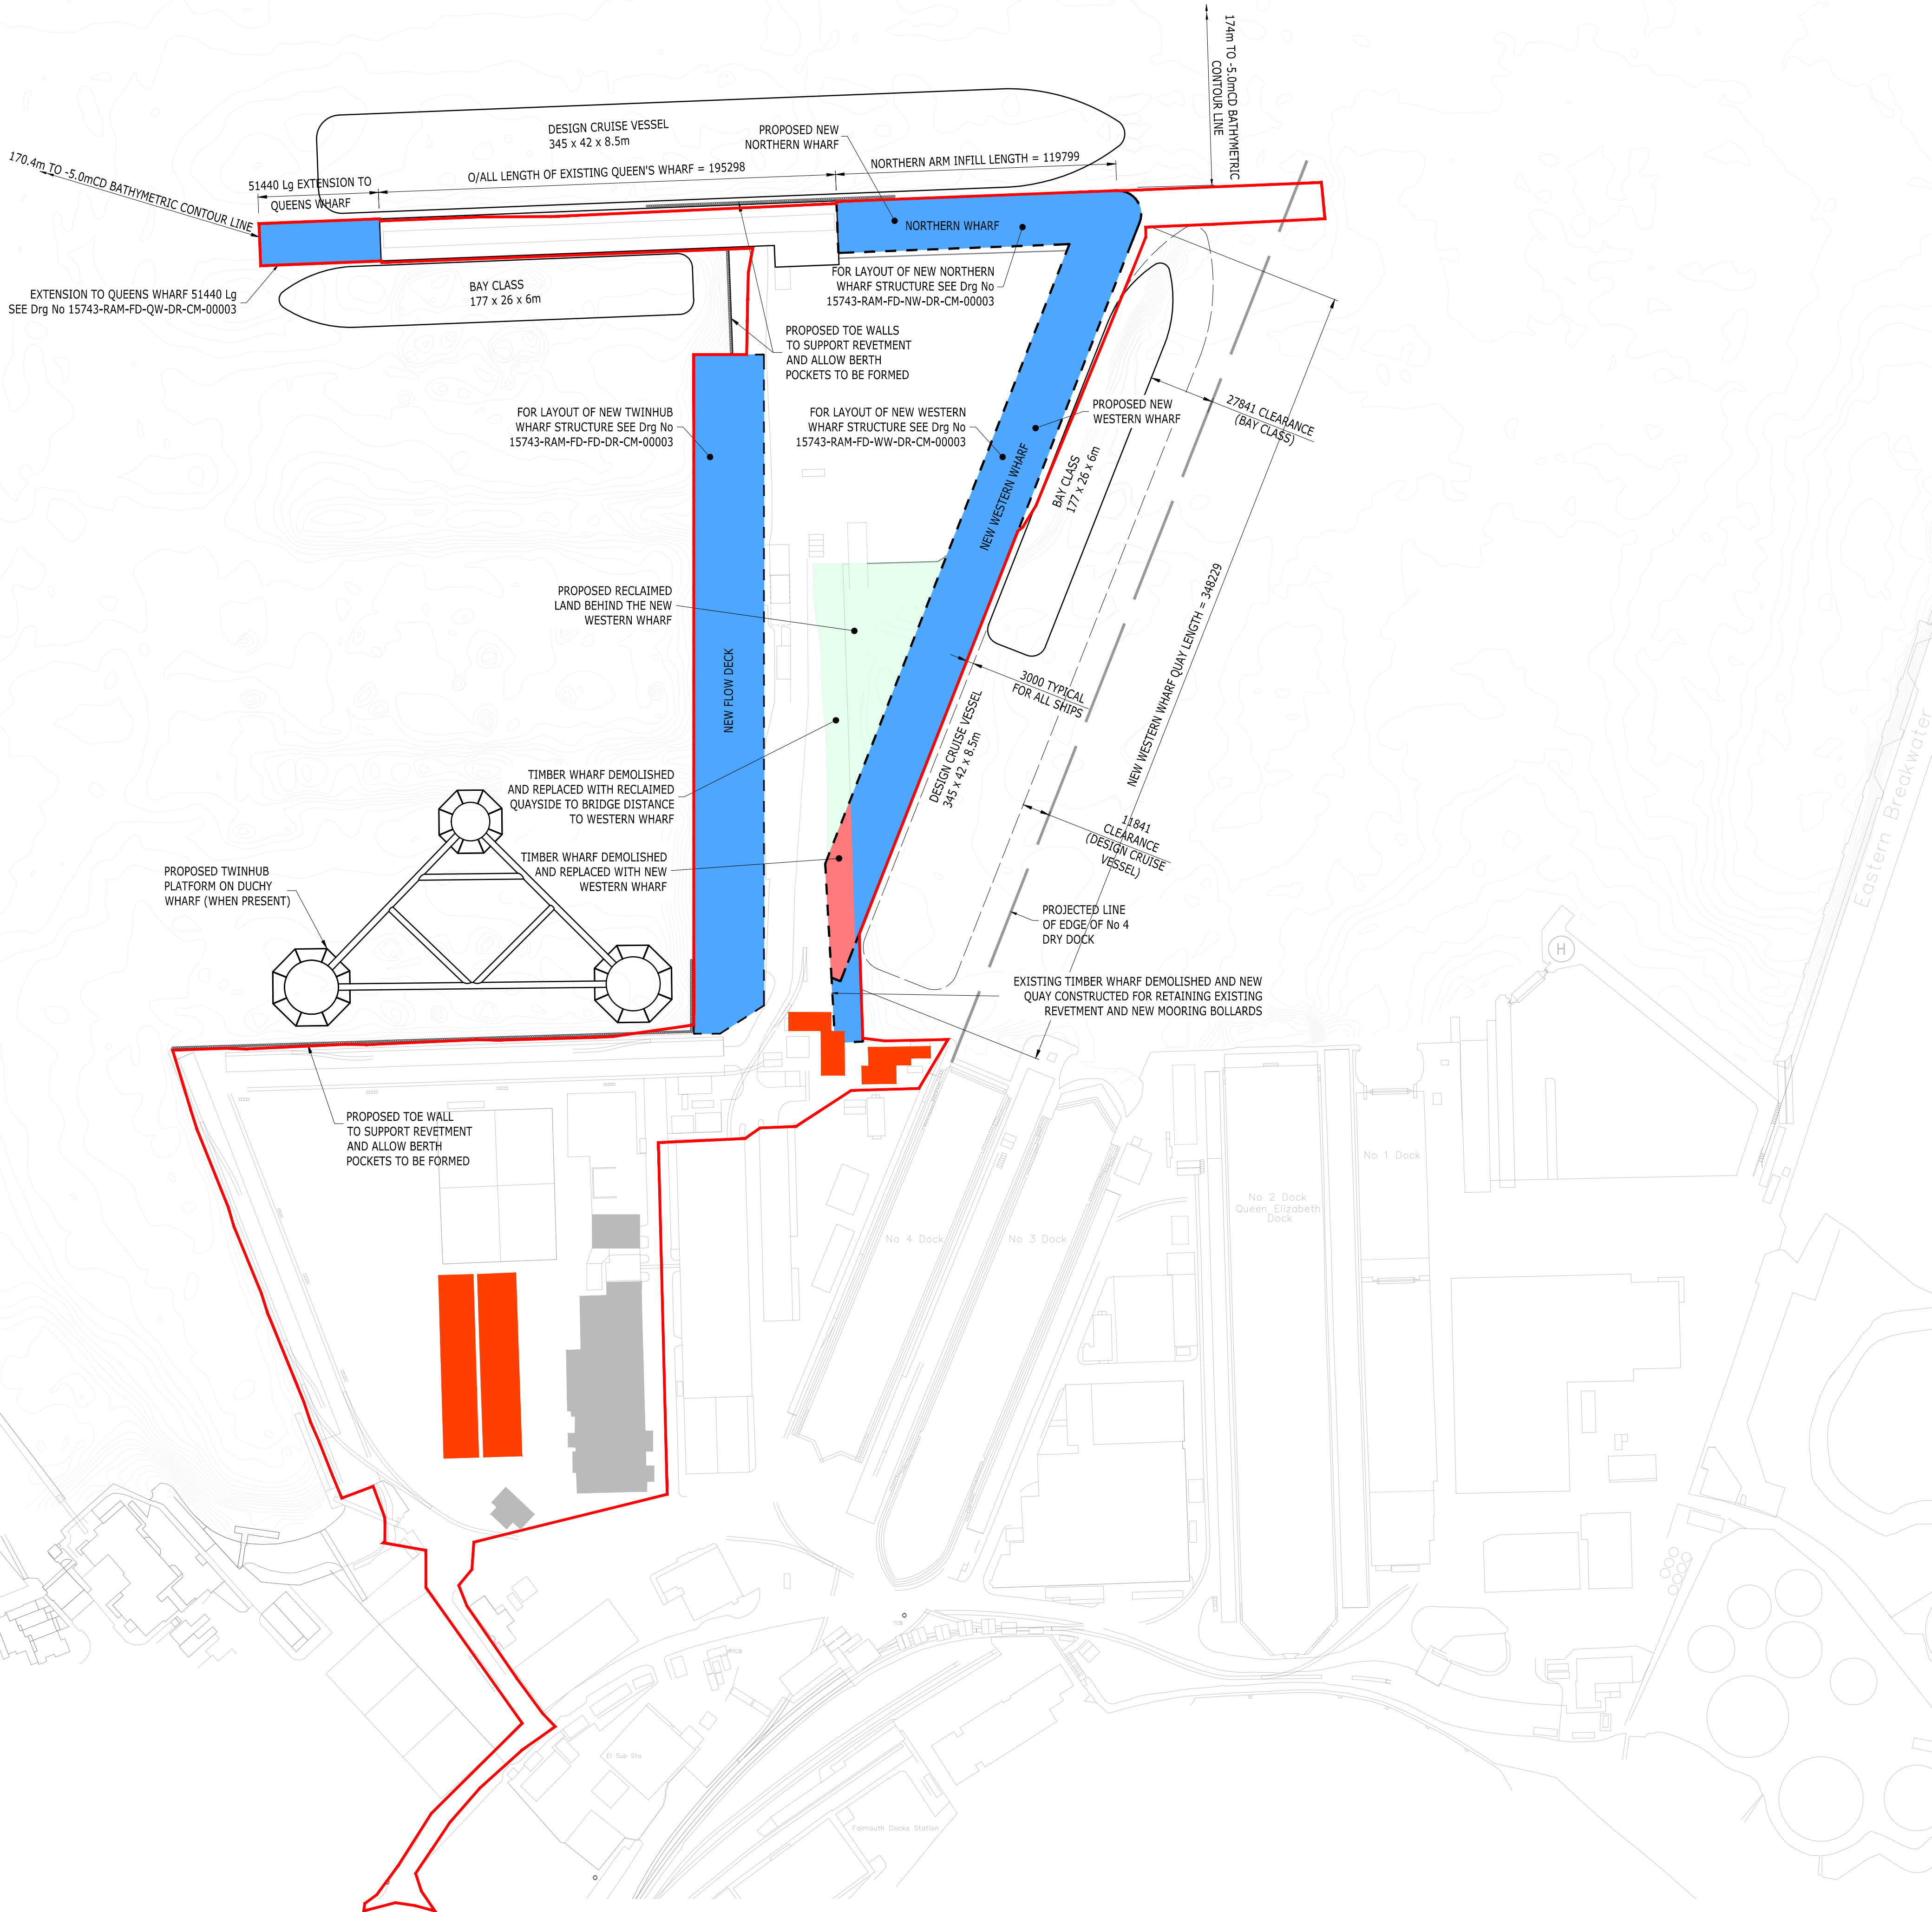 174m TO -5.0mCD BATHYMETRIC
CONTOUR LINE
DESIGN CRUISE VESSEL
345 x 42 x 8.5m
PROPOSED NEW
NORTHERN WHARF
170.4m TO -5.0mCD BATHYMETRIC CONTOUR LINE
51440 Lg EXTENSION TO
QUEENS WHARF
O/ALL LENGTH OF EXISTING QUEEN'S WHARF = 195298
NORTHERN ARM INFILL LENGTH = 119799
NORTHERN WHARF
EXTENSION TO QUEENS WHARF 51440 Lg
SEE Drg No 15743-RAM-FD-QW-DR-CM-00003
BAY CLASS
177 x 26 x 6m
FOR LAYOUT OF NEW NORTHERN
WHARF STRUCTURE SEE Drg No
15743-RAM-FD-NW-DR-CM-00003
PROPOSED TOE WALLS
TO SUPPORT REVETMENT
AND ALLOW BERTH
POCKETS TO BE FORMED
FOR LAYOUT OF NEW TWINHUB
WHARF STRUCTURE SEE Drg No
15743-RAM-FD-FD-DR-CM-00003
FOR LAYOUT OF NEW WESTERN
WHARF STRUCTURE SEE Drg No
15743-RAM-FD-WW-DR-CM-00003
PROPOSED NEW
WESTERN WHARF
27841 CLEARANCE
(BAY CLASS)
NEW WESTERN WHARF
BAY CLASS
177 x 26 x 6m
PROPOSED RECLAIMED
LAND BEHIND THE NEW
WESTERN WHARF
NEW FLOW DECK
3000 TYPICAL
FOR ALL SHIPS
NEW WESTERN WHARF QUAY LENGTH = 348229
DESIGN CRUISE VESSEL
345 x 42 x 8.5m
TIMBER WHARF DEMOLISHED
AND REPLACED WITH RECLAIMED
QUAYSIDE TO BRIDGE DISTANCE
TO WESTERN WHARF
11841
CLEARANCE
(DESIGN CRUISE
VESSEL)
Eastern Breakwater
TIMBER WHARF DEMOLISHED
AND REPLACED WITH NEW
WESTERN WHARF
PROPOSED TWINHUB
PLATFORM ON DUCHY
WHARF (WHEN PRESENT)
PROJECTED LINE
OF EDGE OF No 4
DRY DOCK
H
EXISTING TIMBER WHARF DEMOLISHED AND NEW
QUAY CONSTRUCTED FOR RETAINING EXISTING
REVETMENT AND NEW MOORING BOLLARDS
PROPOSED TOE WALL
TO SUPPORT REVETMENT
AND ALLOW BERTH
POCKETS TO BE FORMED
No 1 Dock
No 2 Dock
Queen Elizabeth
Dock
No 4 Dock
No 3 Dock
TCB
El Sub Sta
Falmouth Docks Station